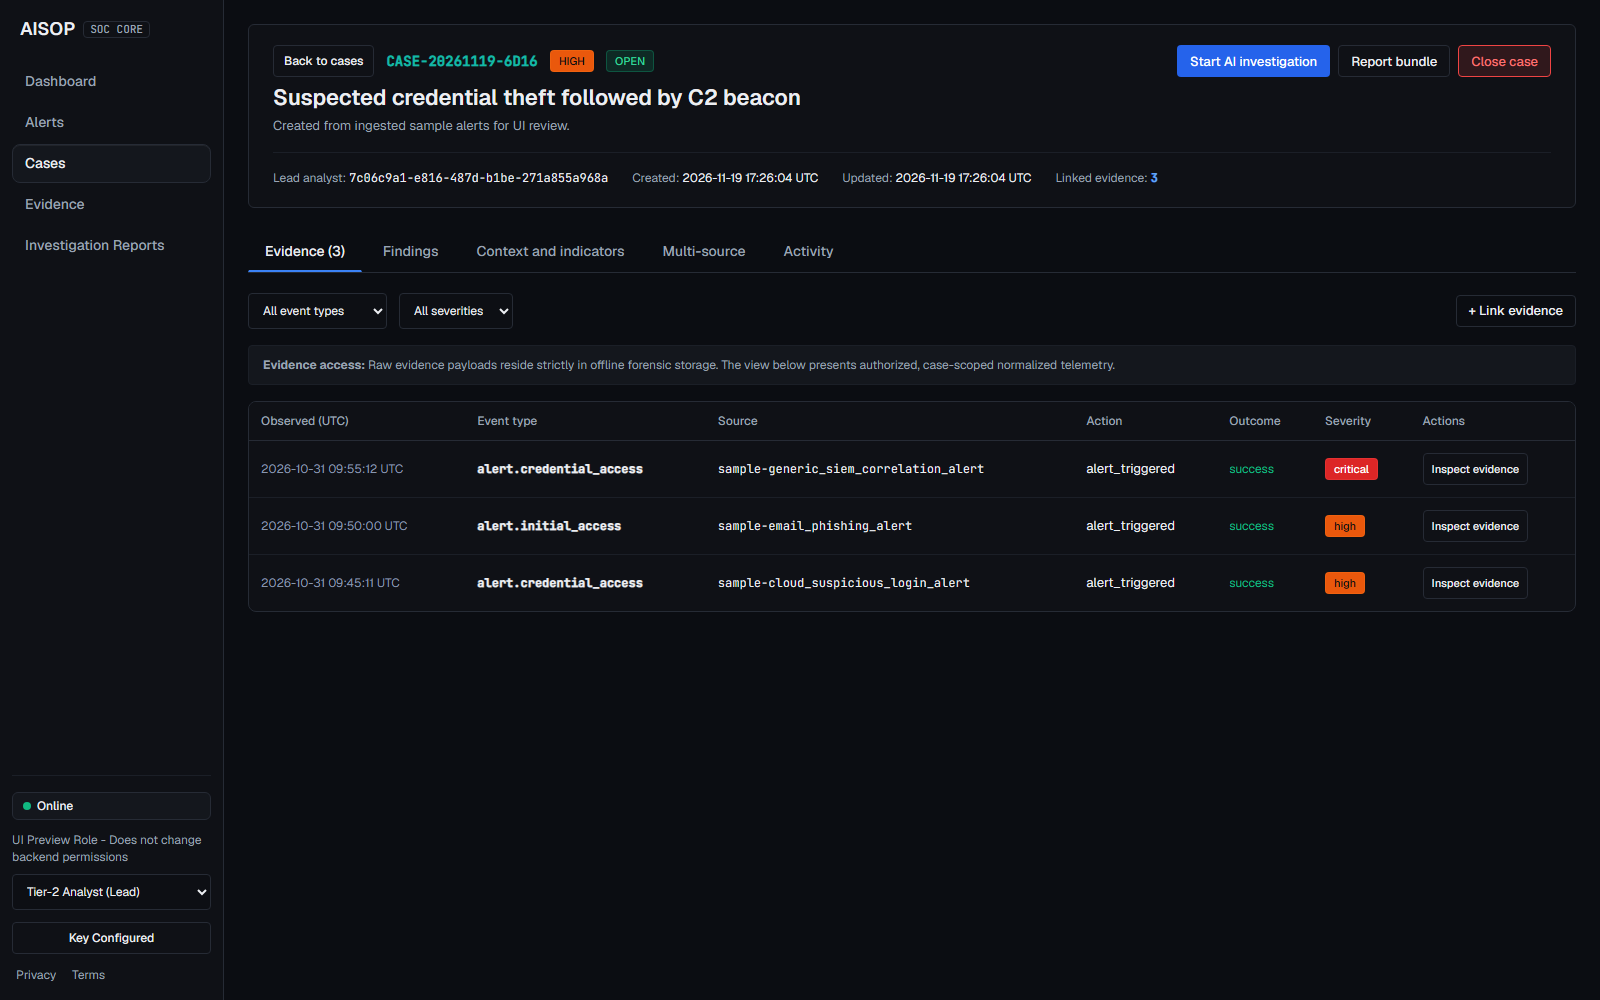 AISOP SOC CORE
Dashboard
Alerts
Cases
Evidence
Investigation Reports
Online
UI Preview Role - Does not change
backend permissions
Tier-2 Analyst (Lead)
Key Configured
Privacy Terms
Back to cases CASE-20261119-6D16 HIGH OPEN Start AI investigation Report bundle Close case
Suspected credential theft followed by C2 beacon
Created from ingested sample alerts for UI review.
Lead analyst: 7c06c9a1-e816-487d-b1be-271a855a968a Created: 2026-11-19 17:26:04 UTC Updated: 2026-11-19 17:26:04 UTC Linked evidence: 3
Evidence (3) Findings Context and indicators Multi-source Activity
All event types All severities + Link evidence
Evidence access: Raw evidence payloads reside strictly in offline forensic storage. The view below presents authorized, case-scoped normalized telemetry.
Observed (UTC) Event type Source Action Outcome Severity Actions
2026-10-31 09:55:12 UTC alert.credential_access sample-generic_siem_correlation_alert alert_triggered success critical Inspect evidence
2026-10-31 09:50:00 UTC alert.initial_access sample-email_phishing_alert alert_triggered success high Inspect evidence
2026-10-31 09:45:11 UTC alert.credential_access sample-cloud_suspicious_login_alert alert_triggered success high Inspect evidence